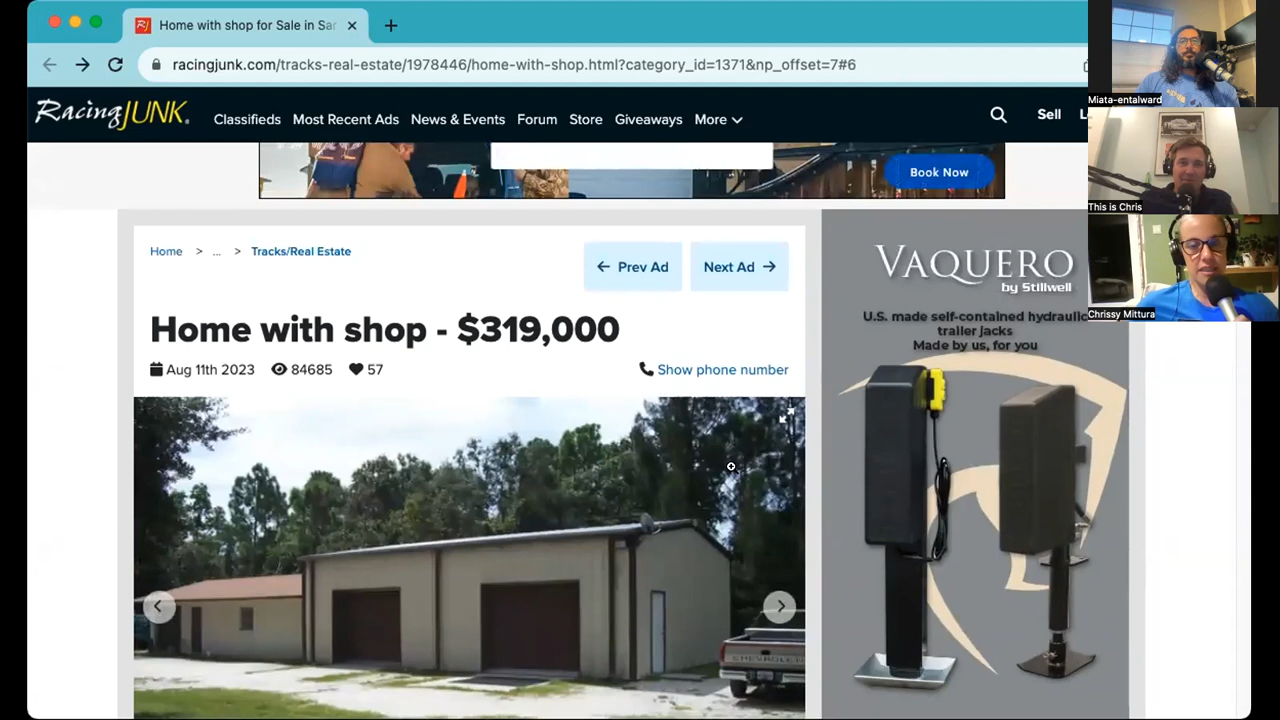 Home with shop for Sale in Sar
racingjunk.com/tracks-real-estate/1978446/home-with-shop.html?category_id=1371&np_offset=7#6
RacingJUNK
Classifieds Most Recent Ads News & Events Forum Store Giveaways More
Sell
Book Now
Home > ... > Tracks/Real Estate
Prev Ad
Next Ad
Home with shop - $319,000
Aug 11th 2023 84685 57
Show phone number
CHEVROLET
VAQUERO
by Stillwell
U.S. made self-contained hydraulic
trailer jacks
Made by us, for you
Miata-entalward
This is Chris
Chrissy Mittura